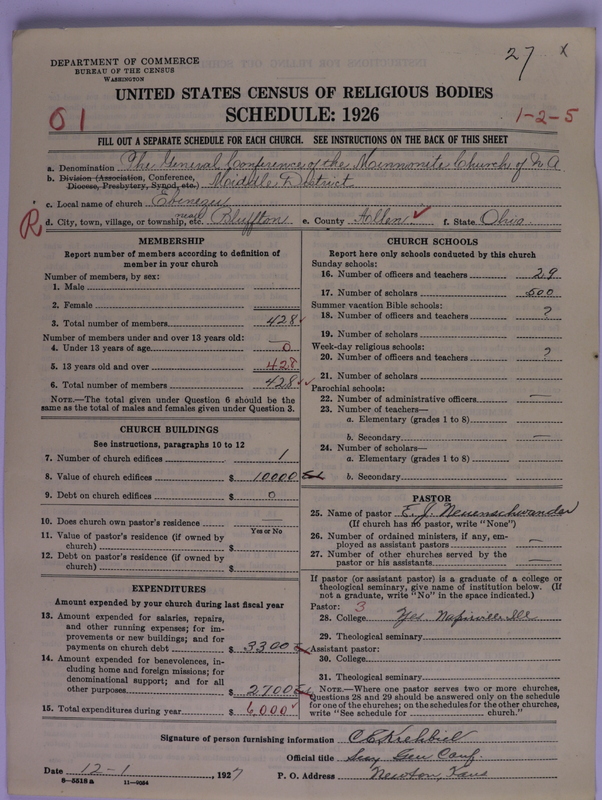 27 x
DEPARTMENT OF COMMERCE
BUREAU OF THE CENSUS
WASHINGTON
UNITED STATES CENSUS OF RELIGIOUS BODIES
SCHEDULE: 1926
01
1-2-5
FILL OUT A SEPARATE SCHEDULE FOR EACH CHURCH. SEE INSTRUCTIONS ON THE BACK OF THIS SHEET
a. Denomination The General Conference of the Mennonite Church of N A
b. Division (Association, Conference, Diocese, Presbytery, Synod, etc.) Middle District
c. Local name of church Ebenezer
R
d. City, town, village, or township, etc. near Bluffton e. County Allen f. State Ohio
MEMBERSHIP
Report number of members according to definition of member in your church
Number of members, by sex:
1. Male
2. Female
3. Total number of members 428
Number of members under and over 13 years old:
4. Under 13 years of age 0
5. 13 years old and over 428
6. Total number of members 428
NOTE.—The total given under Question 6 should be the same as the total of males and females given under Question 3.
CHURCH BUILDINGS
See instructions, paragraphs 10 to 12
7. Number of church edifices 1
8. Value of church edifices $ 10000
9. Debt on church edifices $ 0
10. Does church own pastor's residence —
Yes or No
11. Value of pastor's residence (if owned by church) $
12. Debt on pastor's residence (if owned by church) $
EXPENDITURES
Amount expended by your church during last fiscal year
13. Amount expended for salaries, repairs, and other running expenses; for improvements or new buildings; and for payments on church debt $ 3300
14. Amount expended for benevolences, including home and foreign missions; for denominational support; and for all other purposes $ 2700
15. Total expenditures during year $ 6,000
CHURCH SCHOOLS
Report here only schools conducted by this church
Sunday schools:
16. Number of officers and teachers 29
17. Number of scholars 500
Summer vacation Bible schools:
18. Number of officers and teachers ?
19. Number of scholars
Week-day religious schools:
20. Number of officers and teachers ?
21. Number of scholars
Parochial schools:
22. Number of administrative officers —
23. Number of teachers—
a. Elementary (grades 1 to 8)
b. Secondary —
24. Number of scholars—
a. Elementary (grades 1 to 8)
b. Secondary
PASTOR
25. Name of pastor E. J. Neuenschwander
(If church has no pastor, write "None")
26. Number of ordained ministers, if any, employed as assistant pastors —
27. Number of other churches served by the pastor or his assistants —
If pastor (or assistant pastor) is a graduate of a college or theological seminary, give name of institution below. (If not a graduate, write "No" in the space indicated.)
Pastor: 3
28. College Yes
29. Theological seminary
Assistant pastor:
30. College
31. Theological seminary
NOTE.—Where one pastor serves two or more churches, Questions 28 and 29 should be answered only on the schedule for one of the churches; on the schedules for the other churches, write "See schedule for church."
Signature of person furnishing information C E Krehbiel
Official title Secy Gen Conf.
Date 12-1, 1927 P. O. Address Newton, Kans
8—5518 a 11—9054